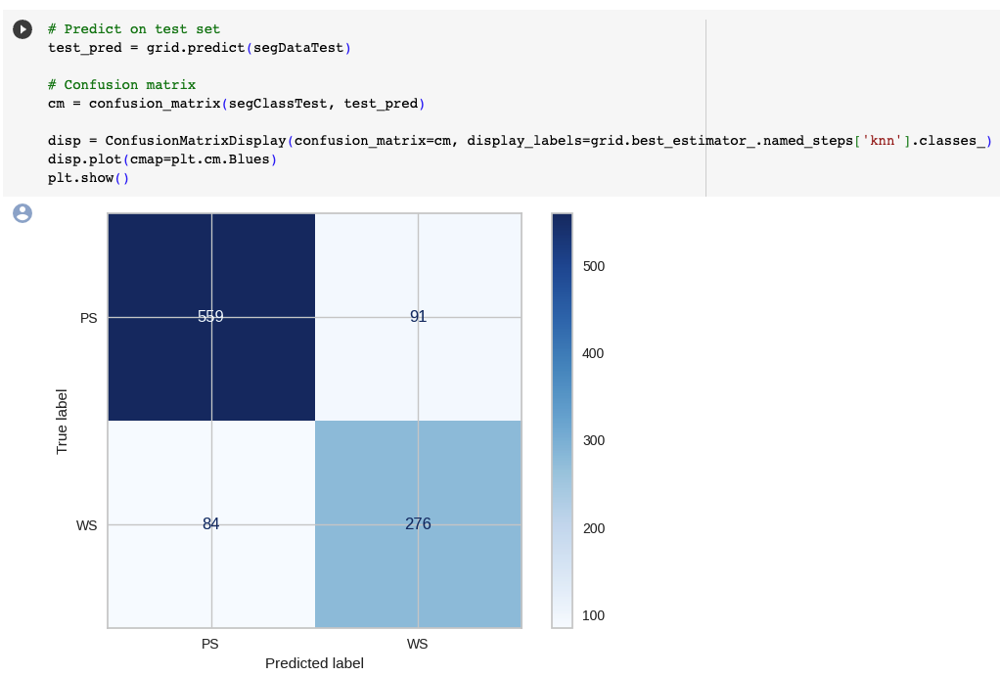 # Predict on test set
test_pred = grid.predict(segDataTest)
# Confusion matrix
cm = confusion_matrix(segClassTest, test_pred)
disp = ConfusionMatrixDisplay(confusion_matrix=cm, display_labels=grid.best_estimator_.named_steps['knn'].classes_)
disp.plot(cmap=plt.cm.Blues)
plt.show()
500
559
91
PS
400
True label
300
84
276
WS
200
100
PS
WS
Predicted label